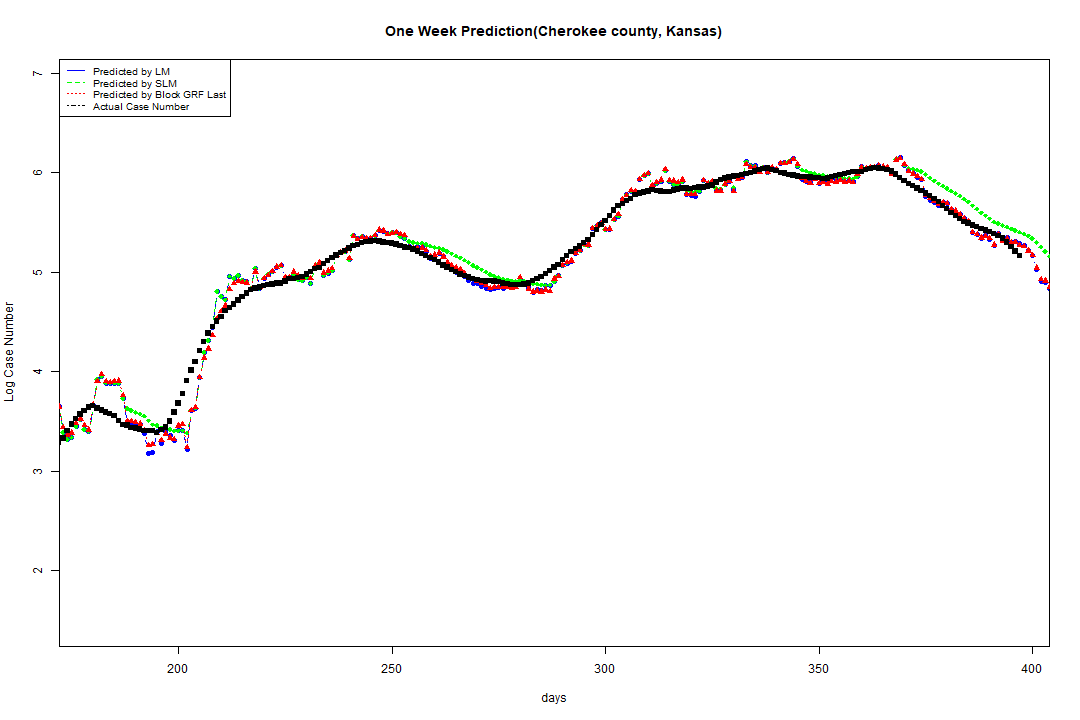 One Week Prediction(Cherokee county, Kansas)
Predicted by LM
Predicted by SLM
Predicted by Block GRF Last
Actual Case Number
7
6
5
4
3
2
Log Case Number
200 250 300 350 400
days